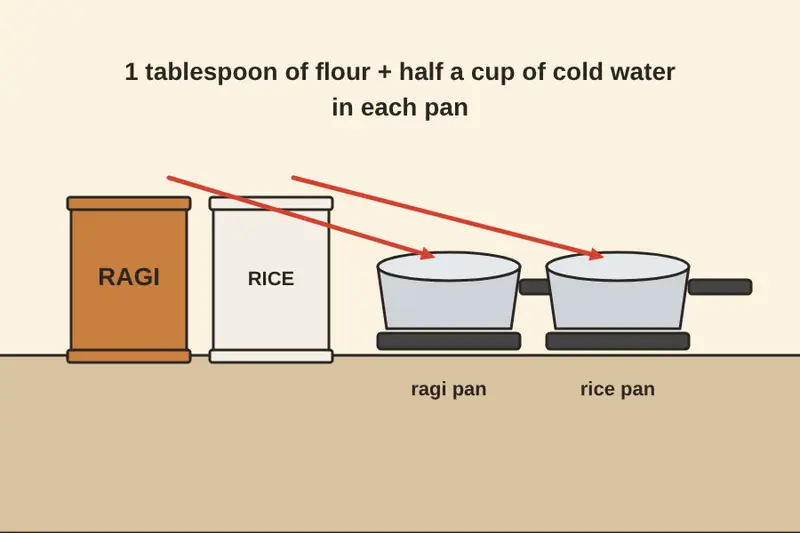 1 tablespoon of flour + half a cup of cold water
in each pan
RAGI
RICE
ragi pan
rice pan